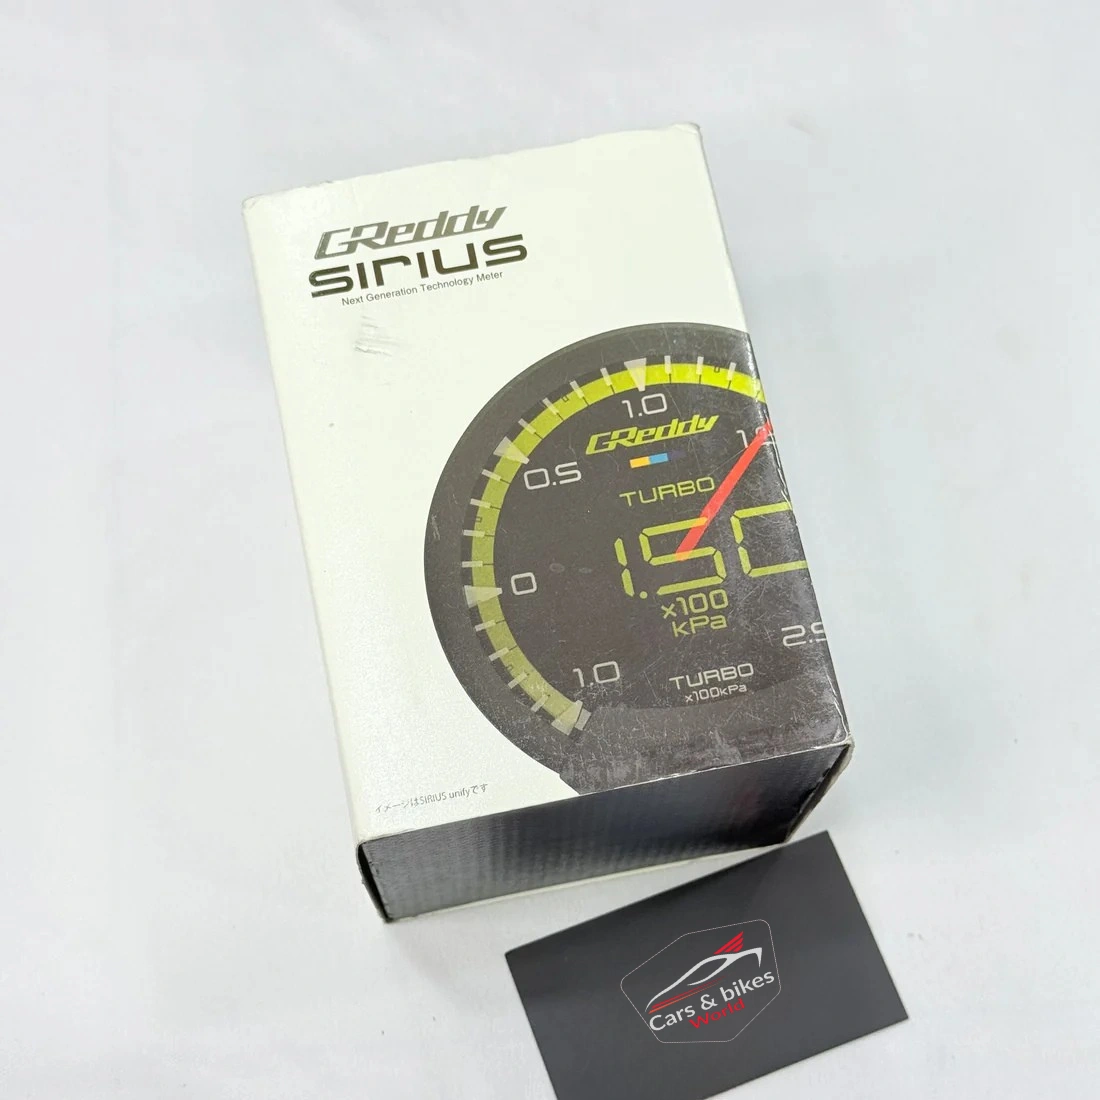 GReddy
SIRIUS
Next Generation Technology Meter
1.0
GReddy
0.5
TURBO
1.50
0
x100
kPa
1.0
TURBO
x100kPa
イメージはSIRIUS unifyです
Cars & bikes
World